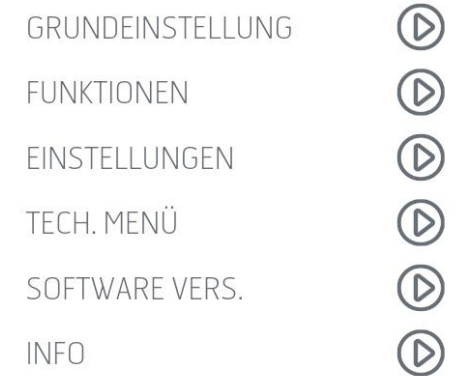 GRUNDEINSTELLUNG
FUNKTIONEN
EINSTELLUNGEN
TECH. MENÜ
SOFTWARE VERS.
INFO